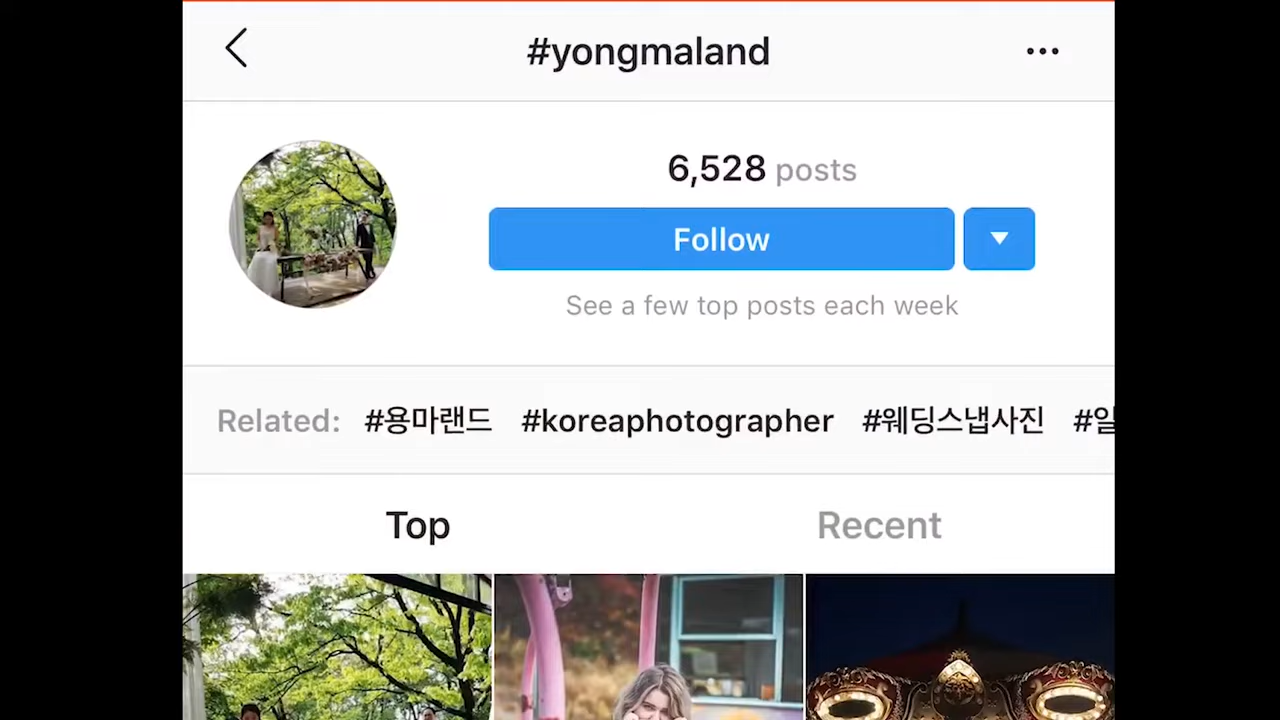 #yongmaland
6,528 posts
Follow
See a few top posts each week
Related: #용마랜드 #koreaphotographer #웨딩스냅사진 #일
Top Recent